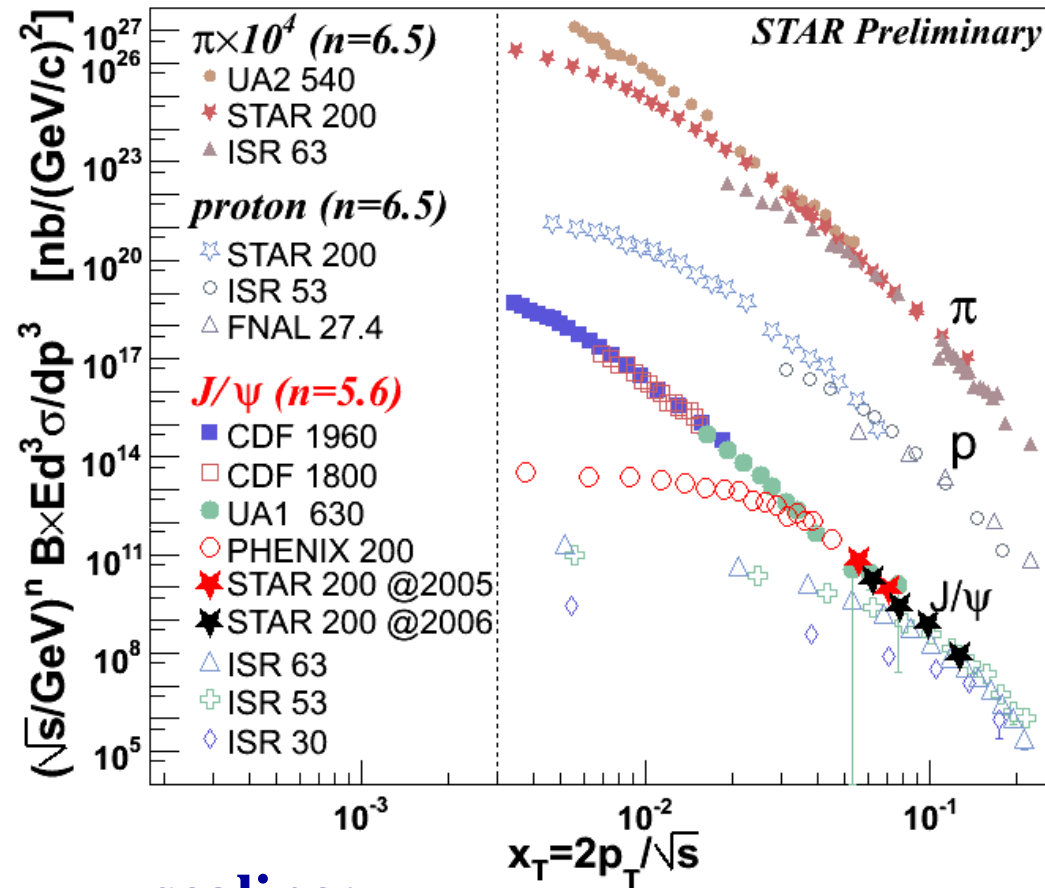 STAR Preliminary
π×10⁴ (n=6.5)
UA2 540
STAR 200
ISR 63
proton (n=6.5)
STAR 200
ISR 53
FNAL 27.4
J/ψ (n=5.6)
CDF 1960
CDF 1800
UA1 630
PHENIX 200
STAR 200 @2005
STAR 200 @2006
ISR 63
ISR 53
ISR 30
π
p
J/ψ
10²⁷
10²⁶
10²³
10²⁰
10¹⁷
10¹⁴
10¹¹
10⁸
10⁵
(√s/GeV)ⁿ B×Ed³σ/dp³ [nb/(GeV/c)²]
10⁻³ 10⁻² 10⁻¹
x_T=2p_T/√s